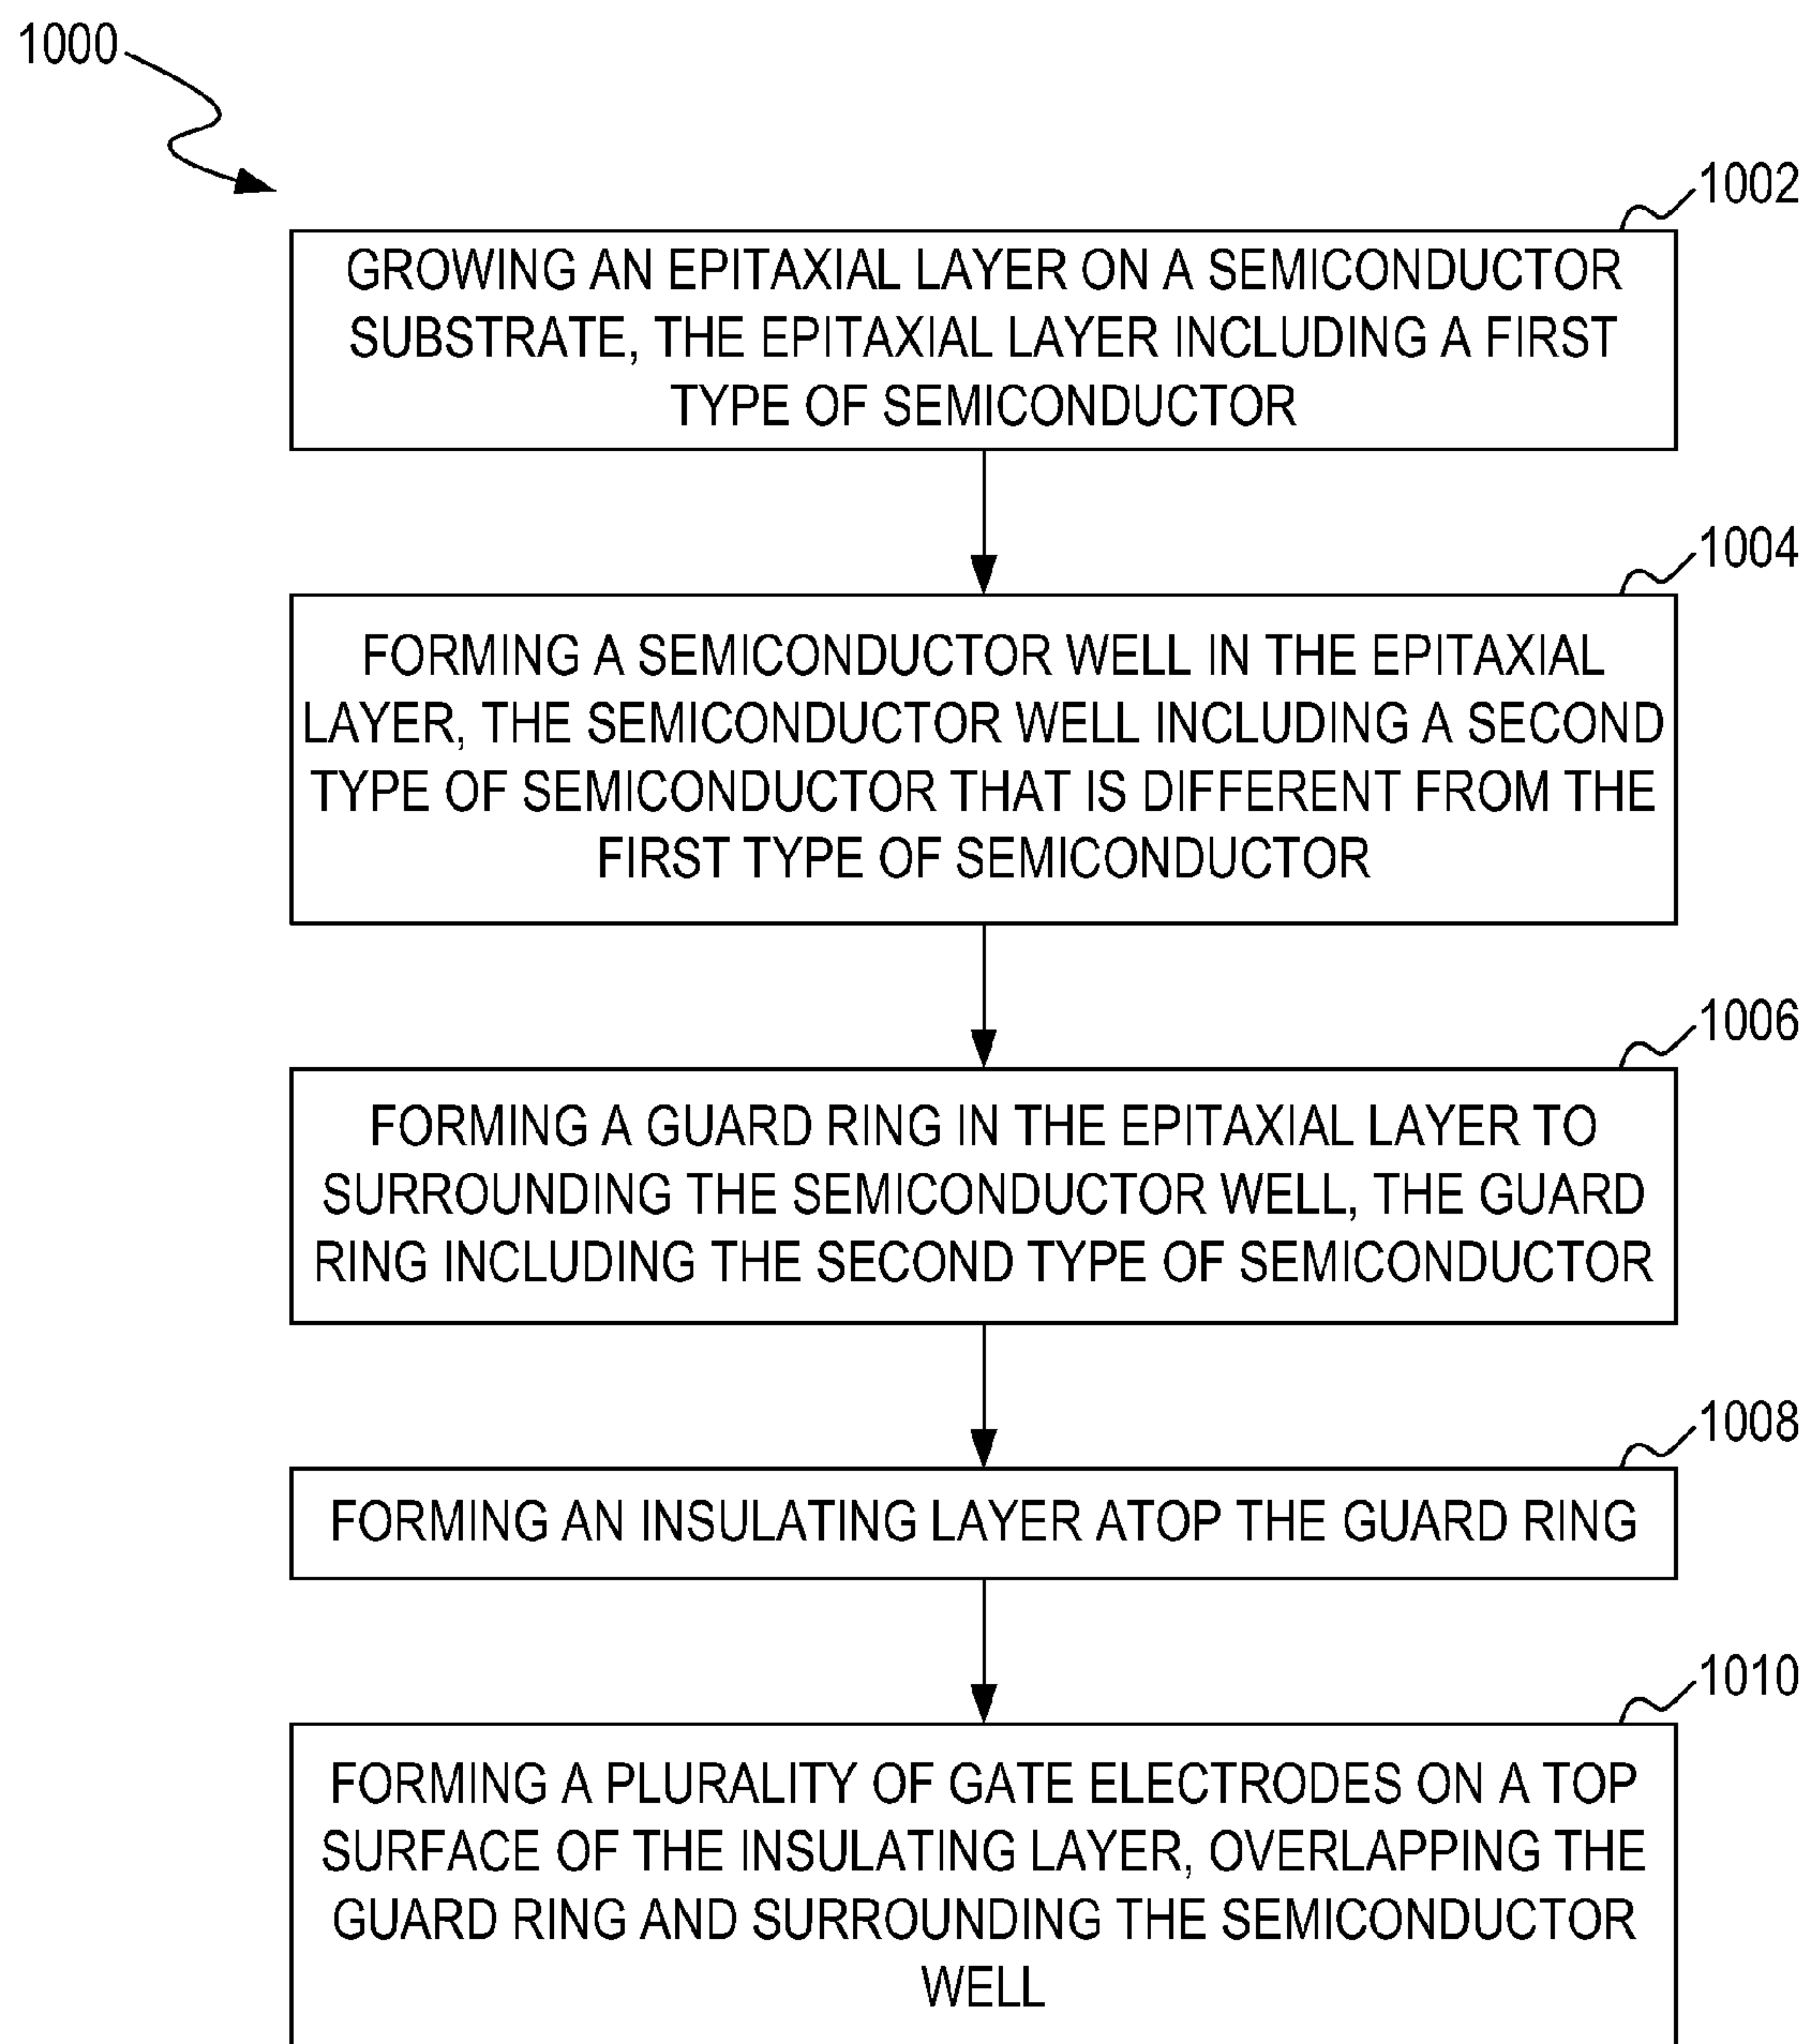 1000
1002
GROWING AN EPITAXIAL LAYER ON A SEMICONDUCTOR
SUBSTRATE, THE EPITAXIAL LAYER INCLUDING A FIRST
TYPE OF SEMICONDUCTOR
1004
FORMING A SEMICONDUCTOR WELL IN THE EPITAXIAL
LAYER, THE SEMICONDUCTOR WELL INCLUDING A SECOND
TYPE OF SEMICONDUCTOR THAT IS DIFFERENT FROM THE
FIRST TYPE OF SEMICONDUCTOR
1006
FORMING A GUARD RING IN THE EPITAXIAL LAYER TO
SURROUNDING THE SEMICONDUCTOR WELL, THE GUARD
RING INCLUDING THE SECOND TYPE OF SEMICONDUCTOR
1008
FORMING AN INSULATING LAYER ATOP THE GUARD RING
1010
FORMING A PLURALITY OF GATE ELECTRODES ON A TOP
SURFACE OF THE INSULATING LAYER, OVERLAPPING THE
GUARD RING AND SURROUNDING THE SEMICONDUCTOR
WELL